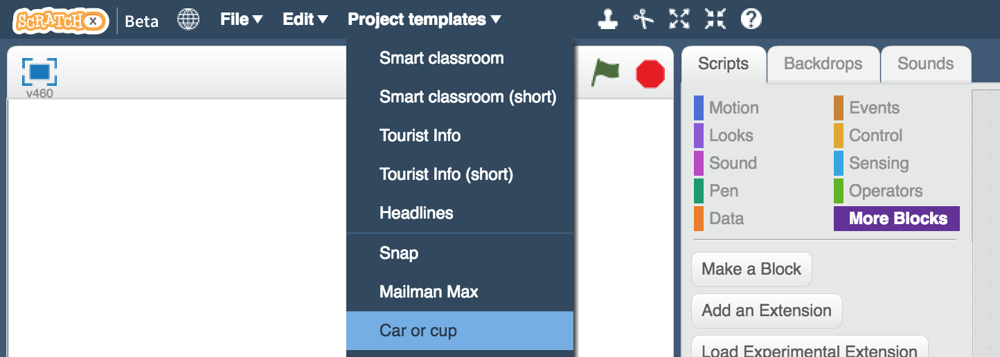 SCRATCHX Beta File ▼ Edit ▼ Project templates ▼
v460
Smart classroom
Smart classroom (short)
Tourist Info
Tourist Info (short)
Headlines
Snap
Mailman Max
Car or cup
Scripts Backdrops Sounds
Motion Events
Looks Control
Sound Sensing
Pen Operators
Data More Blocks
Make a Block
Add an Extension
Load Experimental Extension